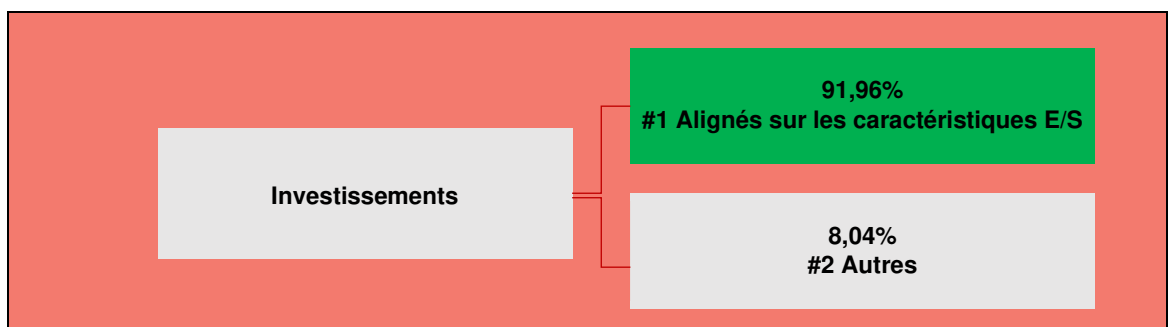 Investissements
91,96%
#1 Alignés sur les caractéristiques E/S
8,04%
#2 Autres